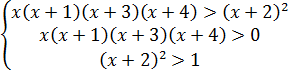 x(x + 1)(x + 3)(x + 4) > (x + 2)²
x(x + 1)(x + 3)(x + 4) > 0
(x + 2)² > 1